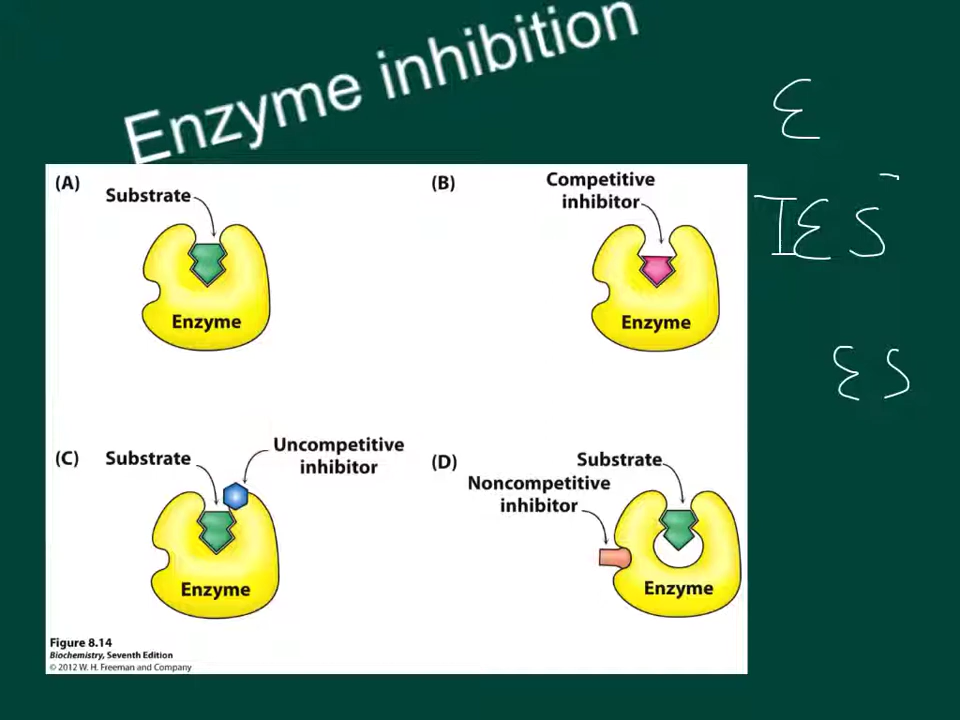 Enzyme inhibition
(A)
Substrate
Enzyme
(B)
Competitive
inhibitor
Enzyme
(C)
Substrate
Uncompetitive
inhibitor
Enzyme
(D)
Substrate
Noncompetitive
inhibitor
Enzyme
Figure 8.14
Biochemistry, Seventh Edition
© 2012 W. H. Freeman and Company
E
IES
ES